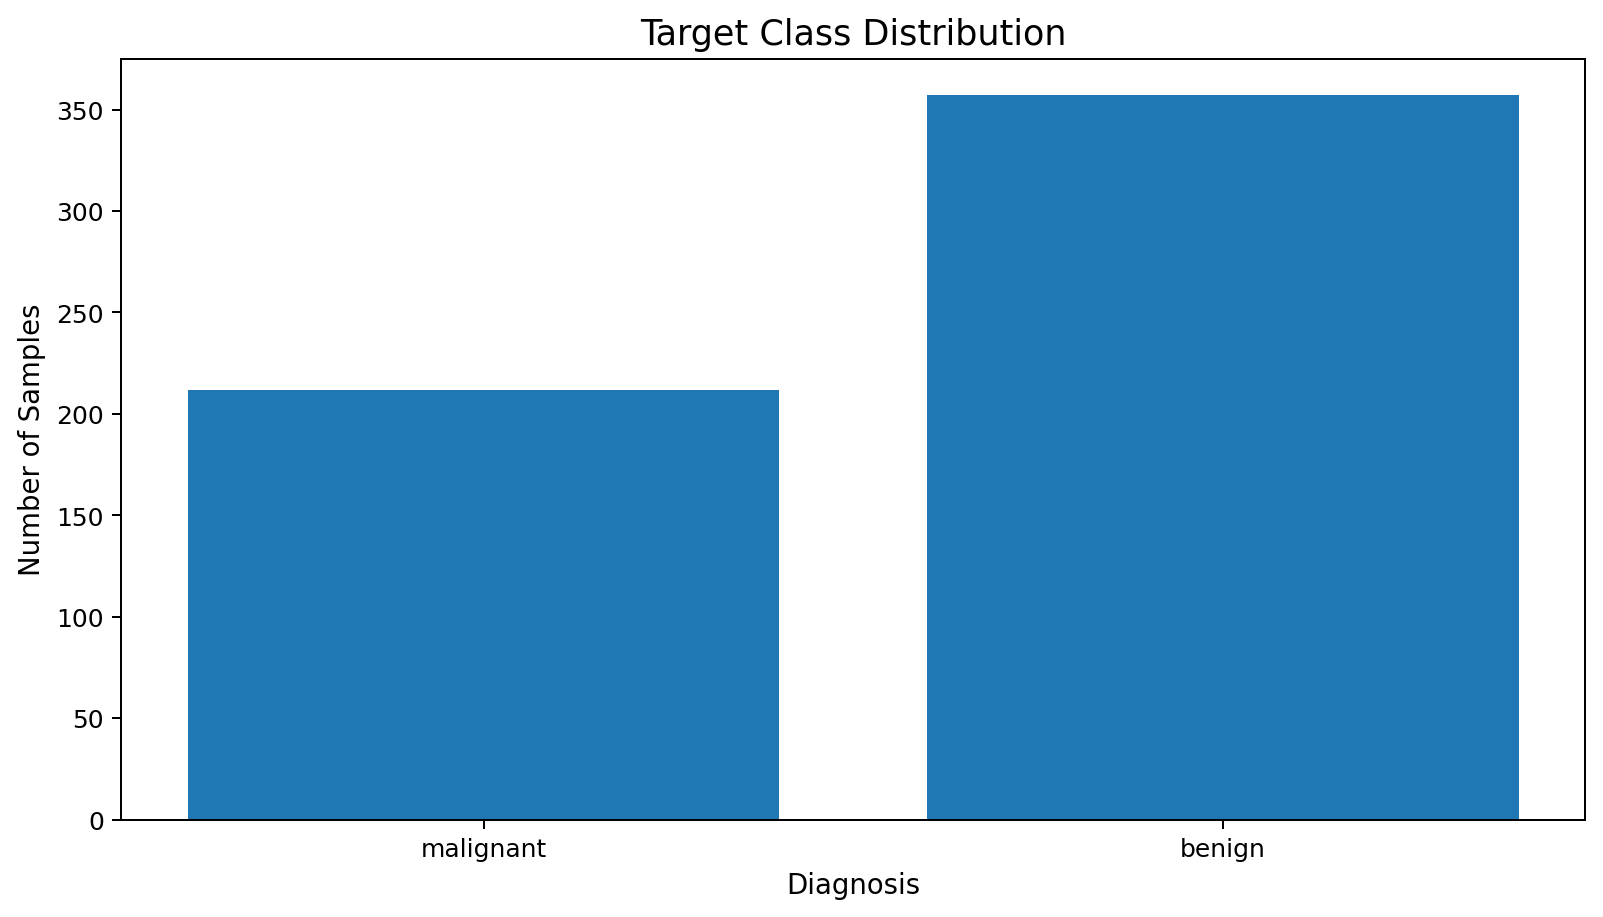 Target Class Distribution
350
300
250
200
150
100
50
0
Number of Samples
malignant
benign
Diagnosis